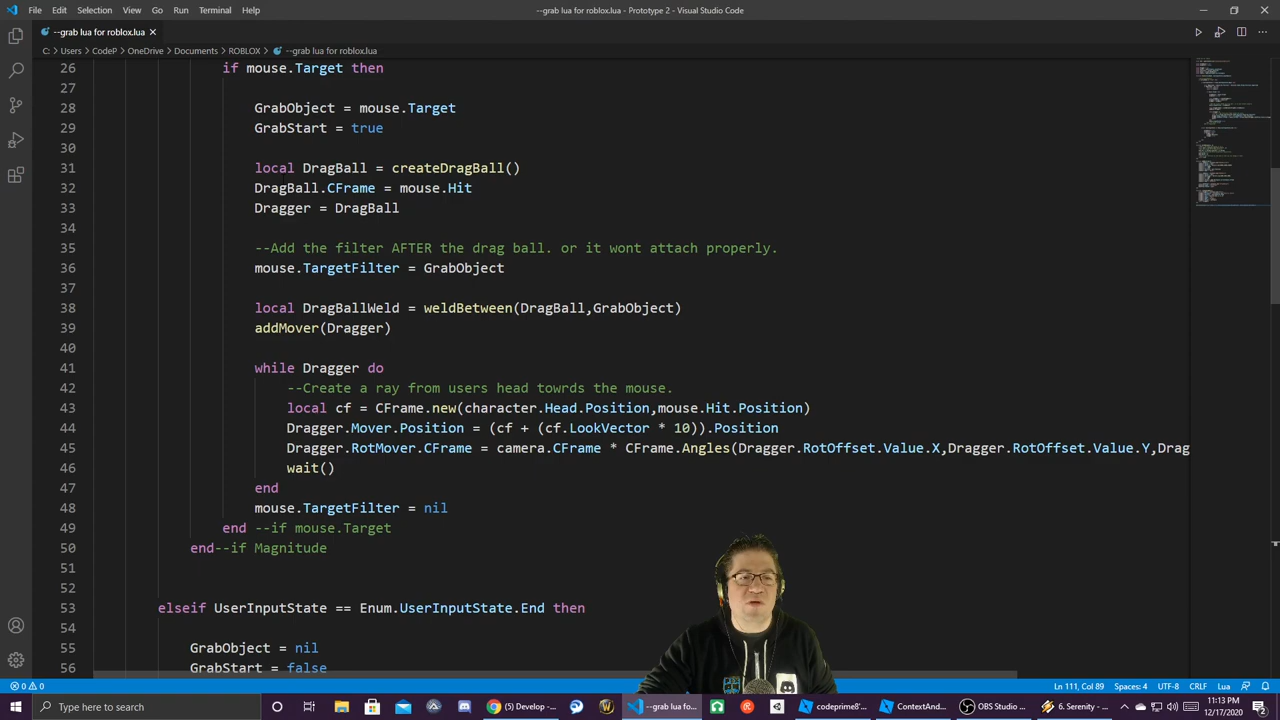 File Edit Selection View Go Run Terminal Help
--grab lua for roblox.lua - Prototype 2 - Visual Studio Code
--grab lua for roblox.lua
C: > Users > CodeP > OneDrive > Documents > ROBLOX > --grab lua for roblox.lua
26 if mouse.Target then
27
28 GrabObject = mouse.Target
29 GrabStart = true
30
31 local DragBall = createDragBall()
32 DragBall.CFrame = mouse.Hit
33 Dragger = DragBall
34
35 --Add the filter AFTER the drag ball. or it wont attach properly.
36 mouse.TargetFilter = GrabObject
37
38 local DragBallWeld = weldBetween(DragBall,GrabObject)
39 addMover(Dragger)
40
41 while Dragger do
42 --Create a ray from users head towrds the mouse.
43 local cf = CFrame.new(character.Head.Position,mouse.Hit.Position)
44 Dragger.Mover.Position = (cf + (cf.LookVector * 10)).Position
45 Dragger.RotMover.CFrame = camera.CFrame * CFrame.Angles(Dragger.RotOffset.Value.X,Dragger.RotOffset.Value.Y,Drag
46 wait()
47 end
48 mouse.TargetFilter = nil
49 end --if mouse.Target
50 end--if Magnitude
51
52
53 elseif UserInputState == Enum.UserInputState.End then
54
55 GrabObject = nil
56 GrabStart = false
0 0 Ln 111, Col 89 Spaces: 4 UTF-8 CRLF Lua
Type here to search
(5) Develop - ...
--grab lua fo...
codeprime8'...
ContextAnd...
OBS Studio ...
6. Serenity - ...
11:13 PM
12/17/2020
2